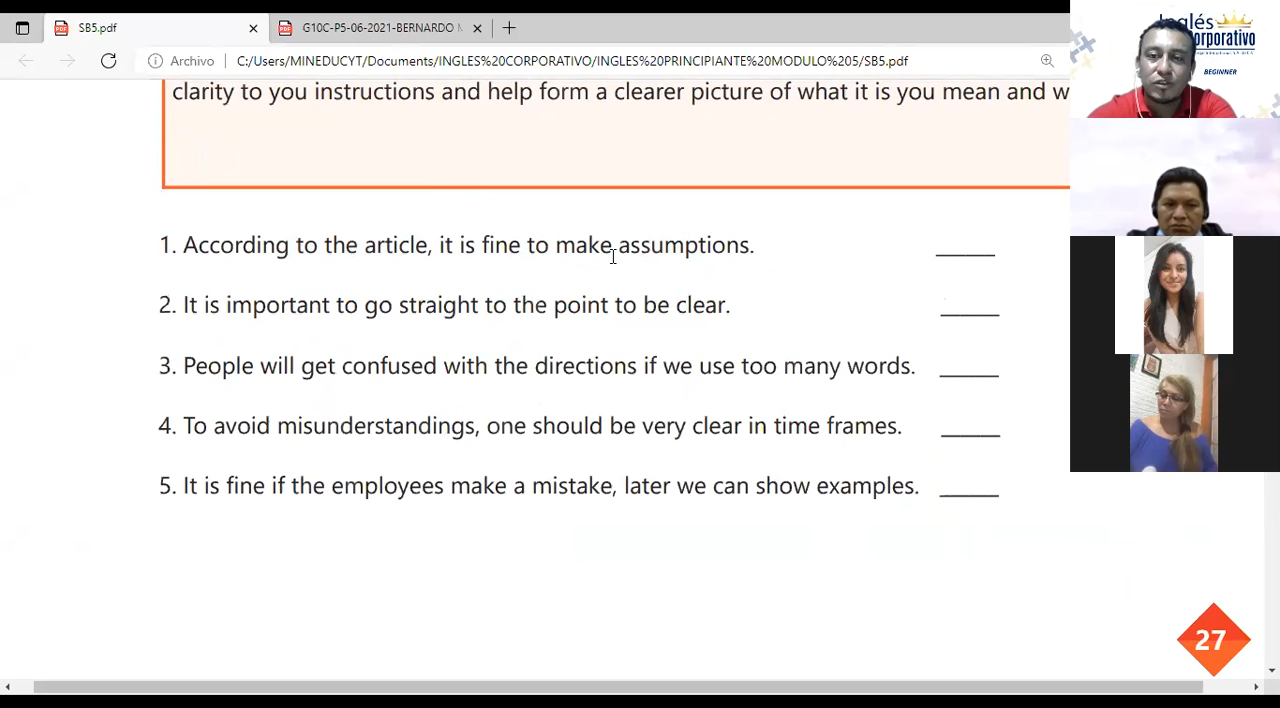 SB5.pdf
G10C-P5-06-2021-BERNARDO
Archivo C:/Users/MINEDUCYT/Documents/INGLES%20CORPORATIVO/INGLES%20PRINCIPIANTE%20MODULO%205/SB5.pdf
Inglés
Corporativo
BEGINNER
clarity to you instructions and help form a clearer picture of what it is you mean and w
1. According to the article, it is fine to make assumptions. _____
2. It is important to go straight to the point to be clear. _____
3. People will get confused with the directions if we use too many words. _____
4. To avoid misunderstandings, one should be very clear in time frames. _____
5. It is fine if the employees make a mistake, later we can show examples. _____
27